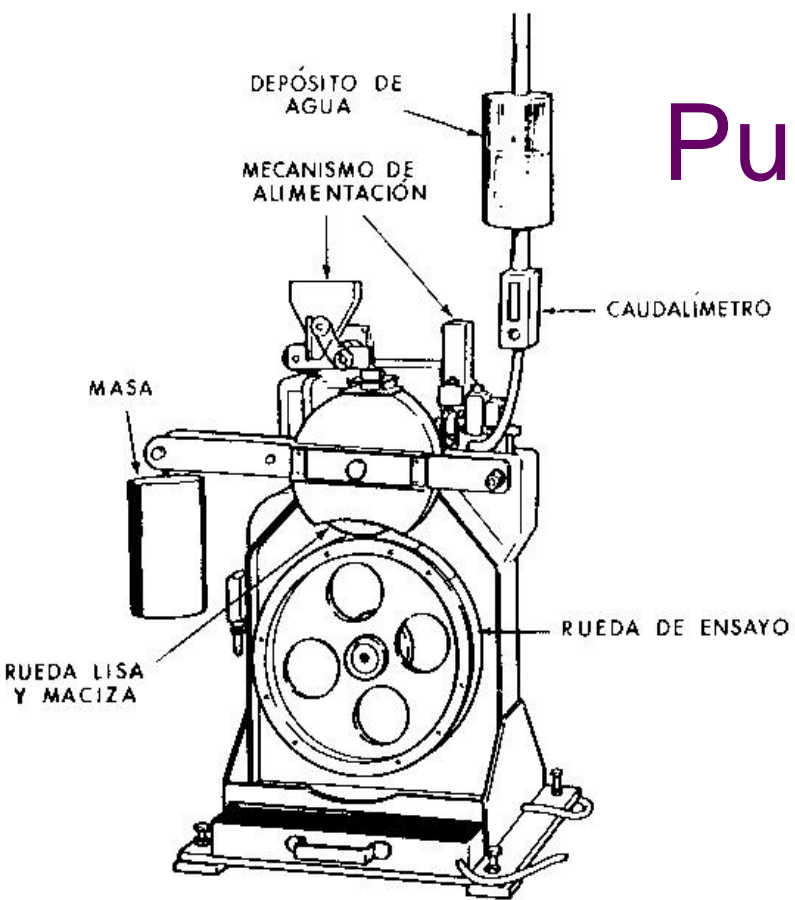 DEPÓSITO DE
AGUA
Pu
MECANISMO DE
ALIMENTACIÓN
CAUDALÍMETRO
MASA
RUEDA DE ENSAYO
RUEDA LISA
Y MACIZA